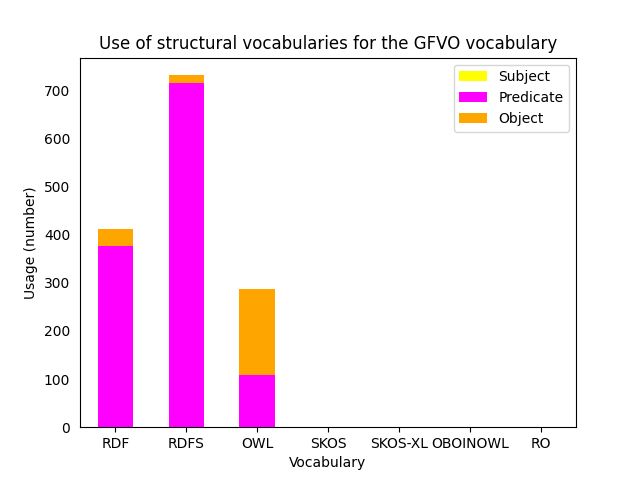 Use of structural vocabularies for the GFVO vocabulary
Subject
Predicate
Object
Usage (number)
700
600
500
400
300
200
100
0
RDF RDFS OWL SKOS SKOS-XL OBOINOWL RO
Vocabulary